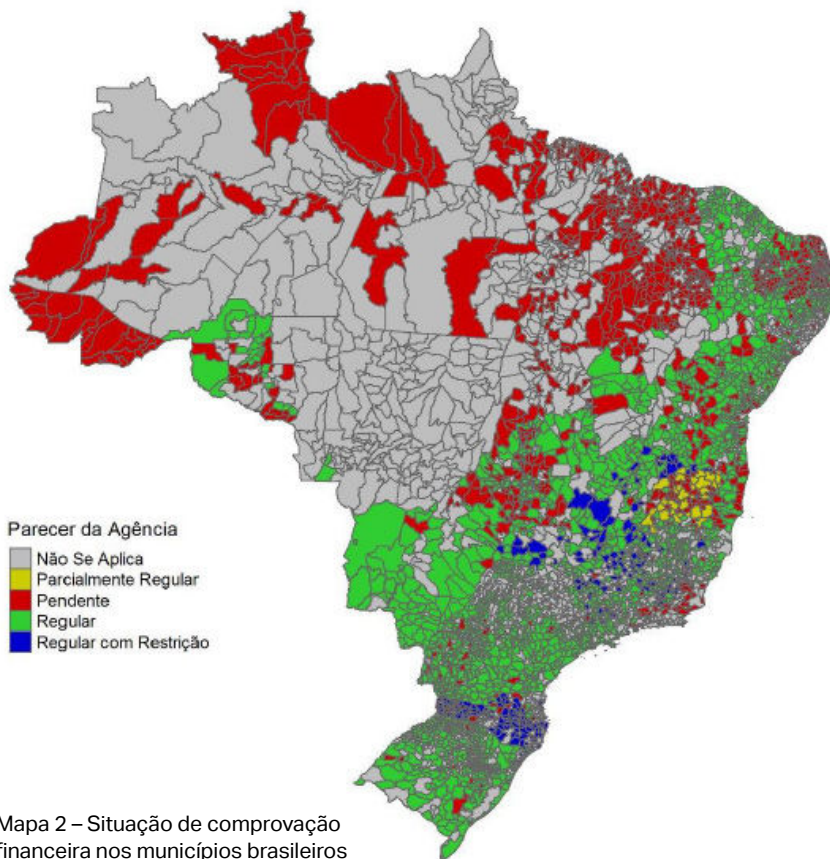 Parecer da Agência
Não Se Aplica
Parcialmente Regular
Pendente
Regular
Regular com Restrição
Mapa 2 – Situação de comprovação
financeira nos municípios brasileiros